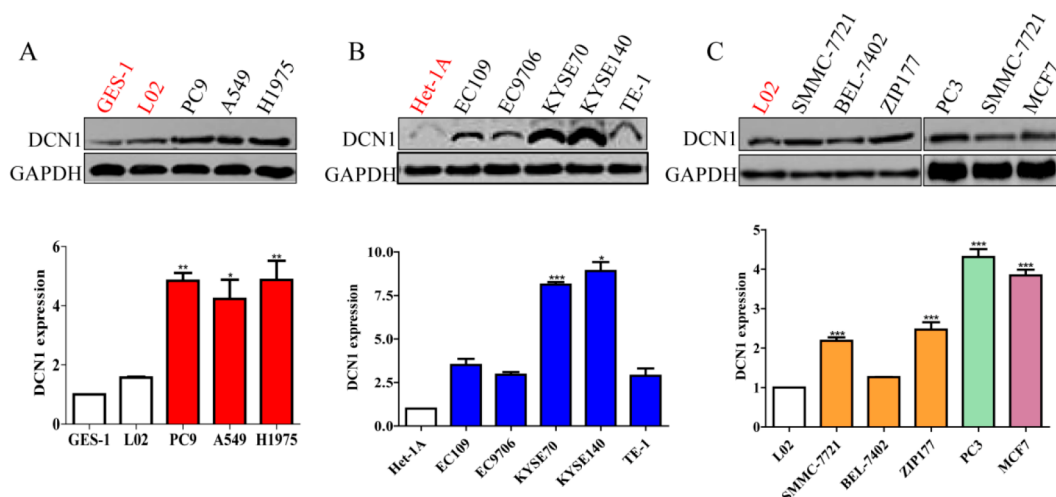 A
GES-1
L02
PC9
A549
H1975
DCN1
GAPDH
DCN1 expression
6
4
2
0
**
*
**
GES-1 L02 PC9 A549 H1975
B
Het-1A
EC109
EC9706
KYSE70
KYSE140
TE-1
DCN1
GAPDH
DCN1 expression
10.0
7.5
5.0
2.5
0.0
***
*
Het-1A
EC109
EC9706
KYSE70
KYSE140
TE-1
C
L02
SMMC-7721
BEL-7402
ZIP177
PC3
SMMC-7721
MCF7
DCN1
GAPDH
DCN1 expression
5
4
3
2
1
0
***
***
***
***
L02
SMMC-7721
BEL-7402
ZIP177
PC3
MCF7